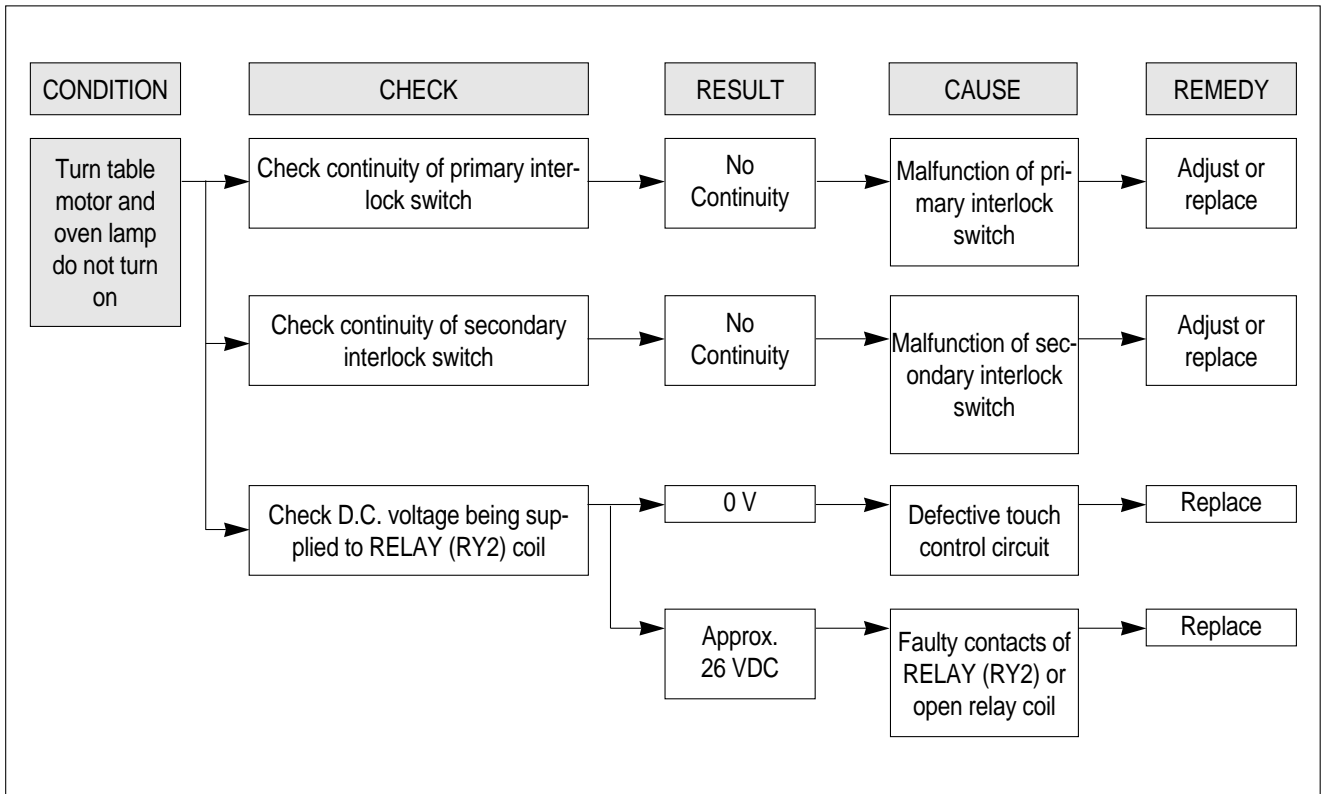 CONDITION
CHECK
RESULT
CAUSE
REMEDY
Turn table
motor and
oven lamp
do not turn
on
Check continuity of primary inter-
lock switch
No
Continuity
Malfunction of pri-
mary interlock
switch
Adjust or
replace
Check continuity of secondary
interlock switch
No
Continuity
Malfunction of sec-
ondary interlock
switch
Adjust or
replace
Check D.C. voltage being sup-
plied to RELAY (RY2) coil
0 V
Defective touch
control circuit
Replace
Approx.
26 VDC
Faulty contacts of
RELAY (RY2) or
open relay coil
Replace